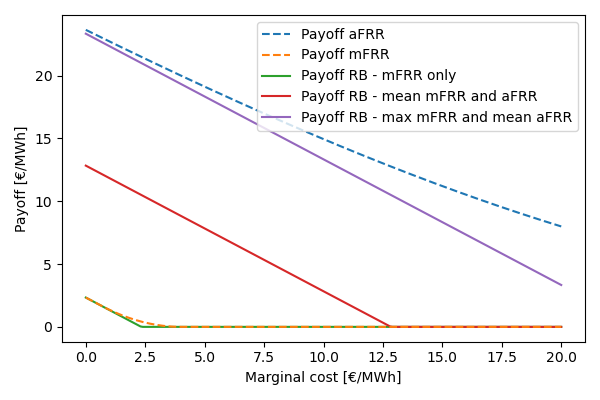 Payoff aFRR
Payoff mFRR
Payoff RB - mFRR only
Payoff RB - mean mFRR and aFRR
Payoff RB - max mFRR and mean aFRR
Payoff [€/MWh]
20
15
10
5
0
0.0 2.5 5.0 7.5 10.0 12.5 15.0 17.5 20.0
Marginal cost [€/MWh]